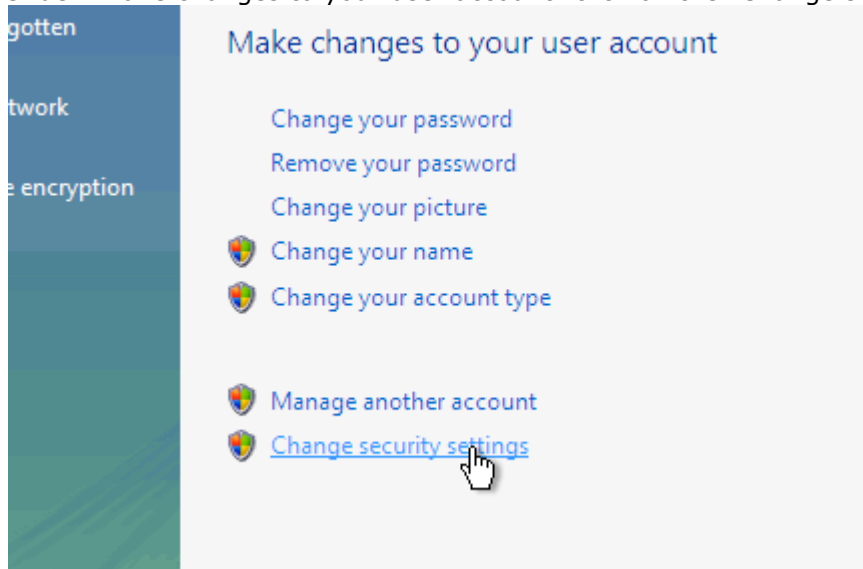 gotten
twork
e encryption
Make changes to your user account
Change your password
Remove your password
Change your picture
Change your name
Change your account type
Manage another account
Change security settings